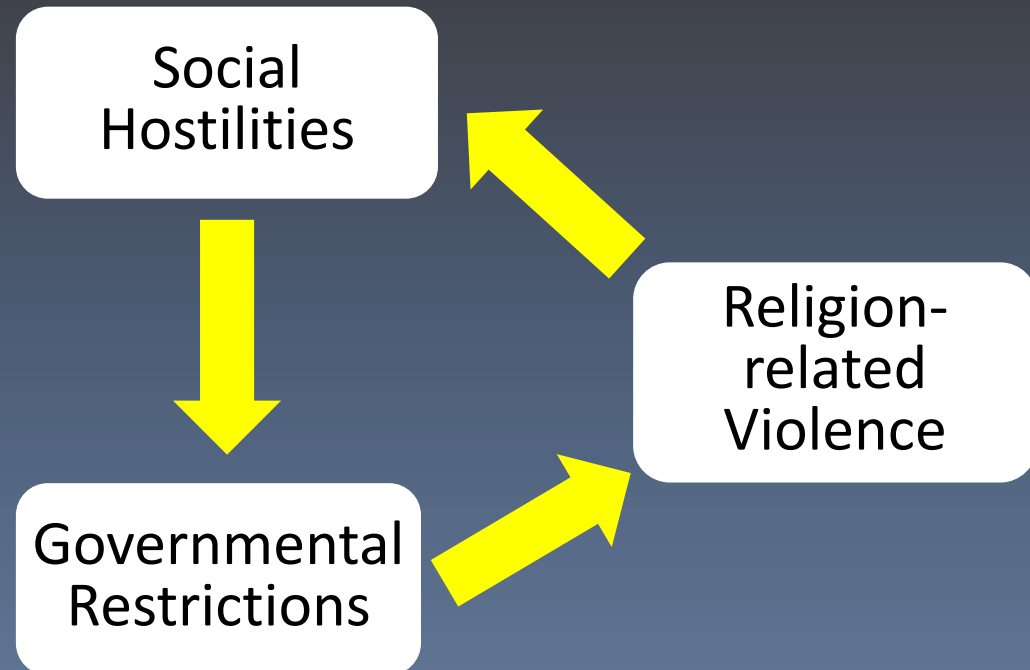 Social
Hostilities
Religion-
related
Violence
Governmental
Restrictions